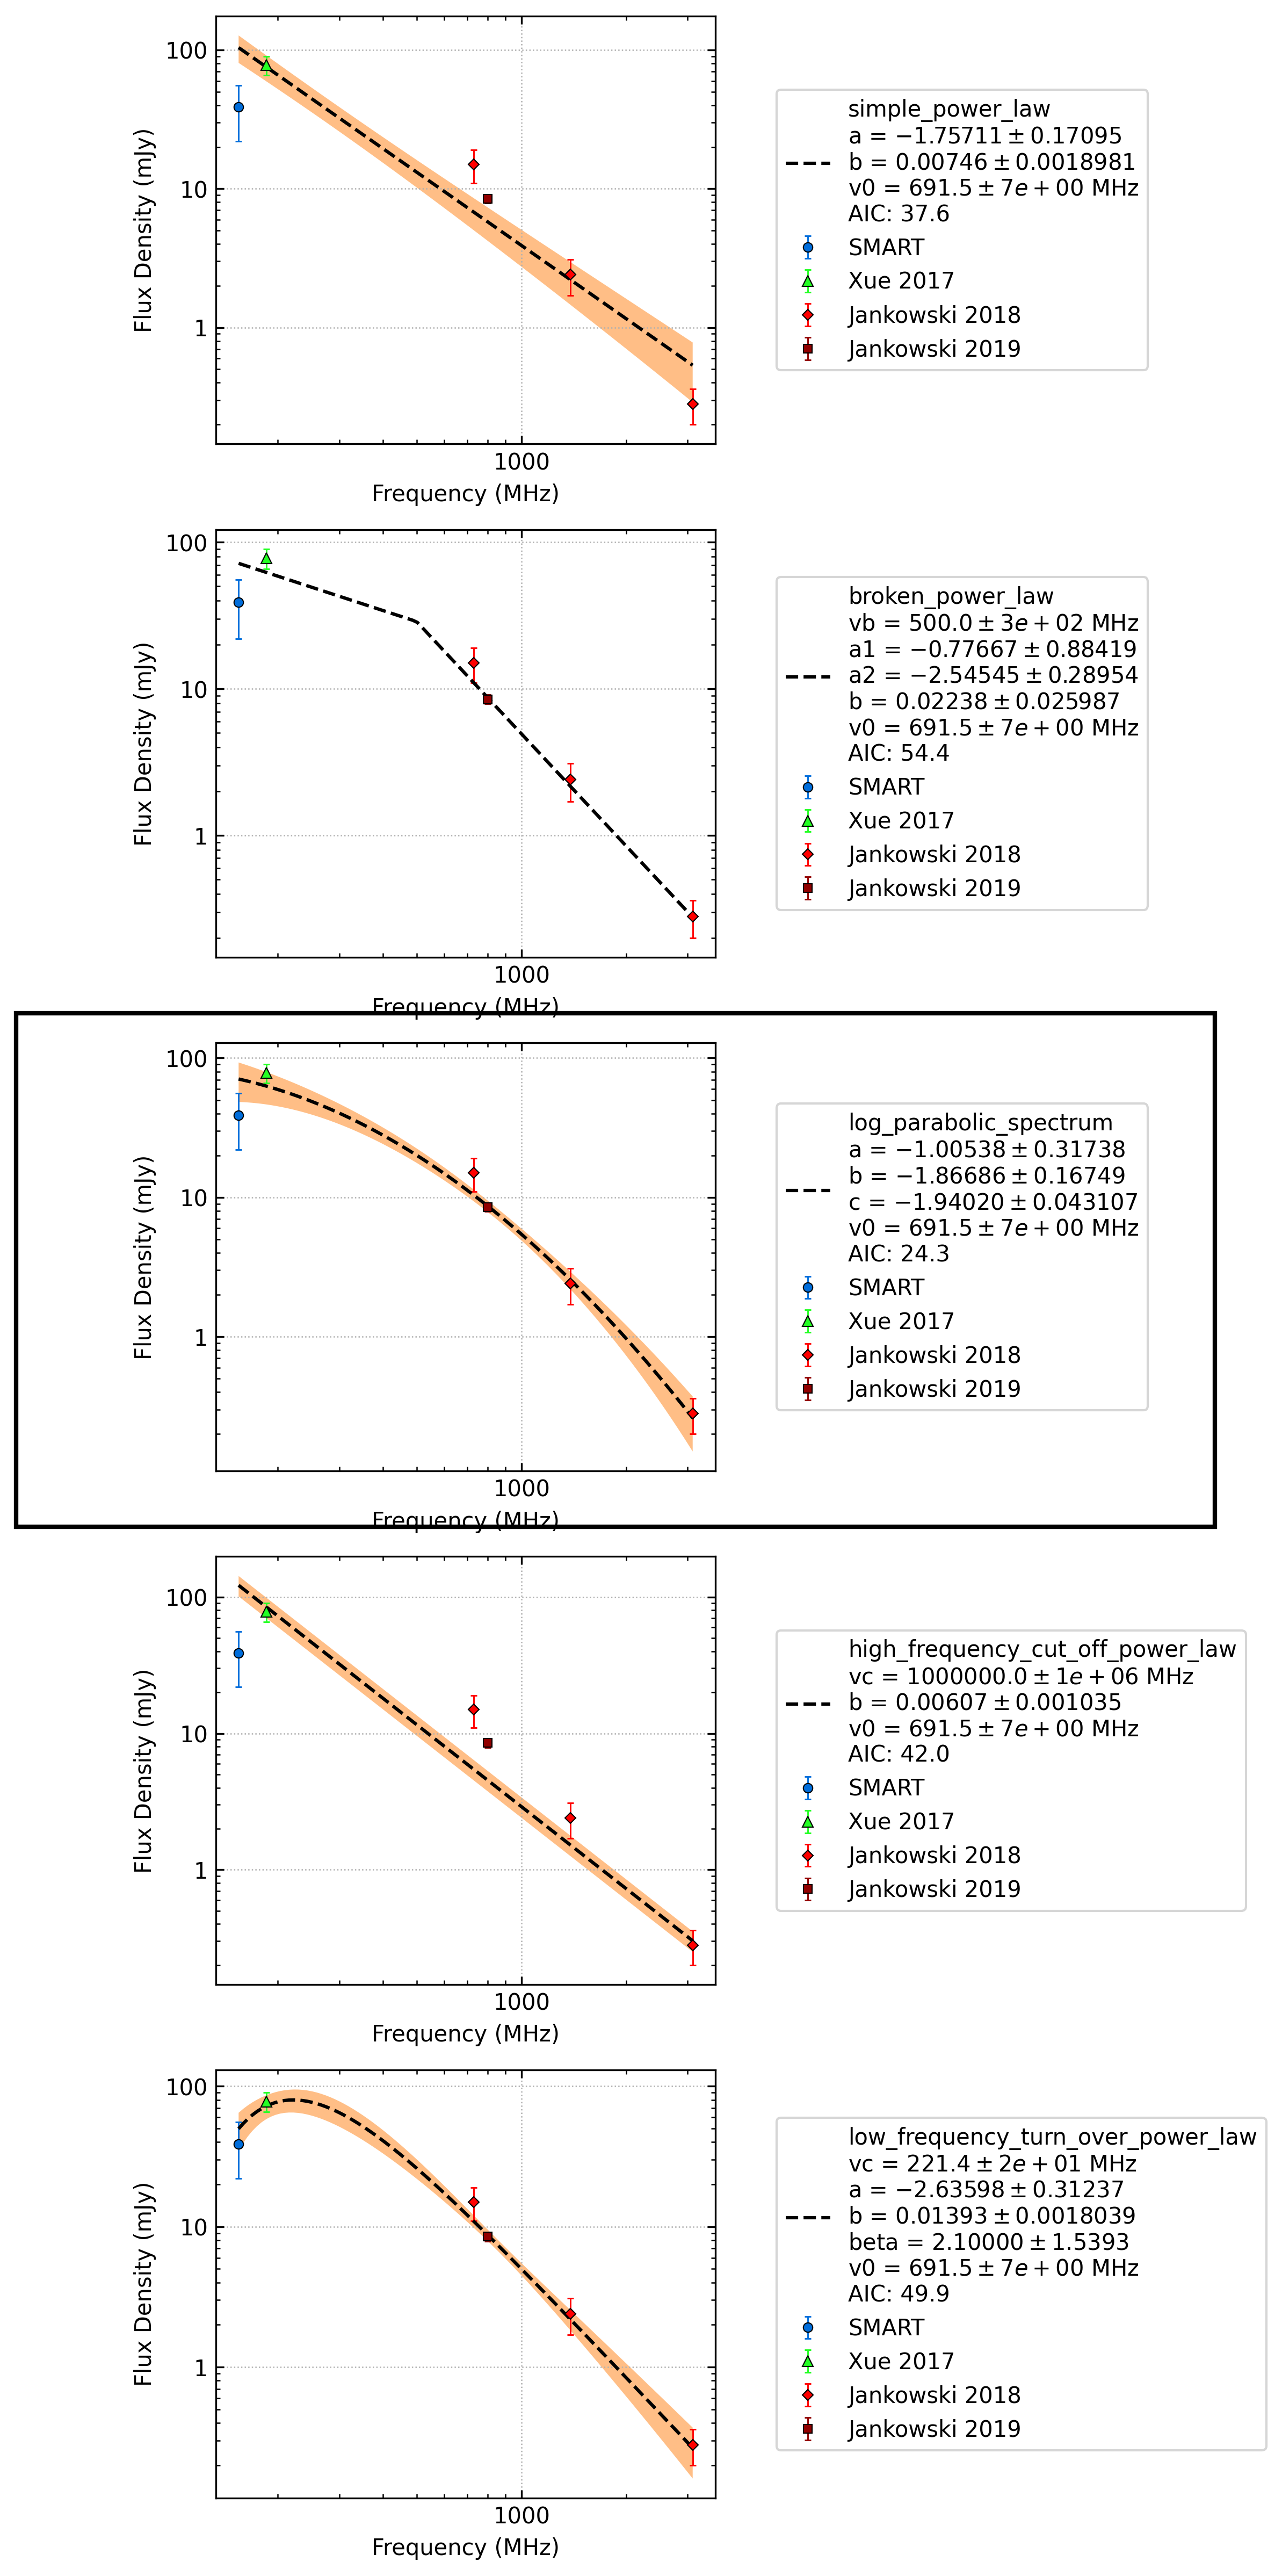 100
10
1
Flux Density (mJy)
1000
Frequency (MHz)
simple_power_law
a = −1.75711 ± 0.17095
b = 0.00746 ± 0.0018981
v0 = 691.5 ± 7e + 00 MHz
AIC: 37.6
SMART
Xue 2017
Jankowski 2018
Jankowski 2019
100
10
1
Flux Density (mJy)
1000
Frequency (MHz)
broken_power_law
vb = 500.0 ± 3e + 02 MHz
a1 = −0.77667 ± 0.88419
a2 = −2.54545 ± 0.28954
b = 0.02238 ± 0.025987
v0 = 691.5 ± 7e + 00 MHz
AIC: 54.4
SMART
Xue 2017
Jankowski 2018
Jankowski 2019
100
10
1
Flux Density (mJy)
1000
Frequency (MHz)
log_parabolic_spectrum
a = −1.00538 ± 0.31738
b = −1.86686 ± 0.16749
c = −1.94020 ± 0.043107
v0 = 691.5 ± 7e + 00 MHz
AIC: 24.3
SMART
Xue 2017
Jankowski 2018
Jankowski 2019
100
10
1
Flux Density (mJy)
1000
Frequency (MHz)
high_frequency_cut_off_power_law
vc = 1000000.0 ± 1e + 06 MHz
b = 0.00607 ± 0.001035
v0 = 691.5 ± 7e + 00 MHz
AIC: 42.0
SMART
Xue 2017
Jankowski 2018
Jankowski 2019
100
10
1
Flux Density (mJy)
1000
Frequency (MHz)
low_frequency_turn_over_power_law
vc = 221.4 ± 2e + 01 MHz
a = −2.63598 ± 0.31237
b = 0.01393 ± 0.0018039
beta = 2.10000 ± 1.5393
v0 = 691.5 ± 7e + 00 MHz
AIC: 49.9
SMART
Xue 2017
Jankowski 2018
Jankowski 2019